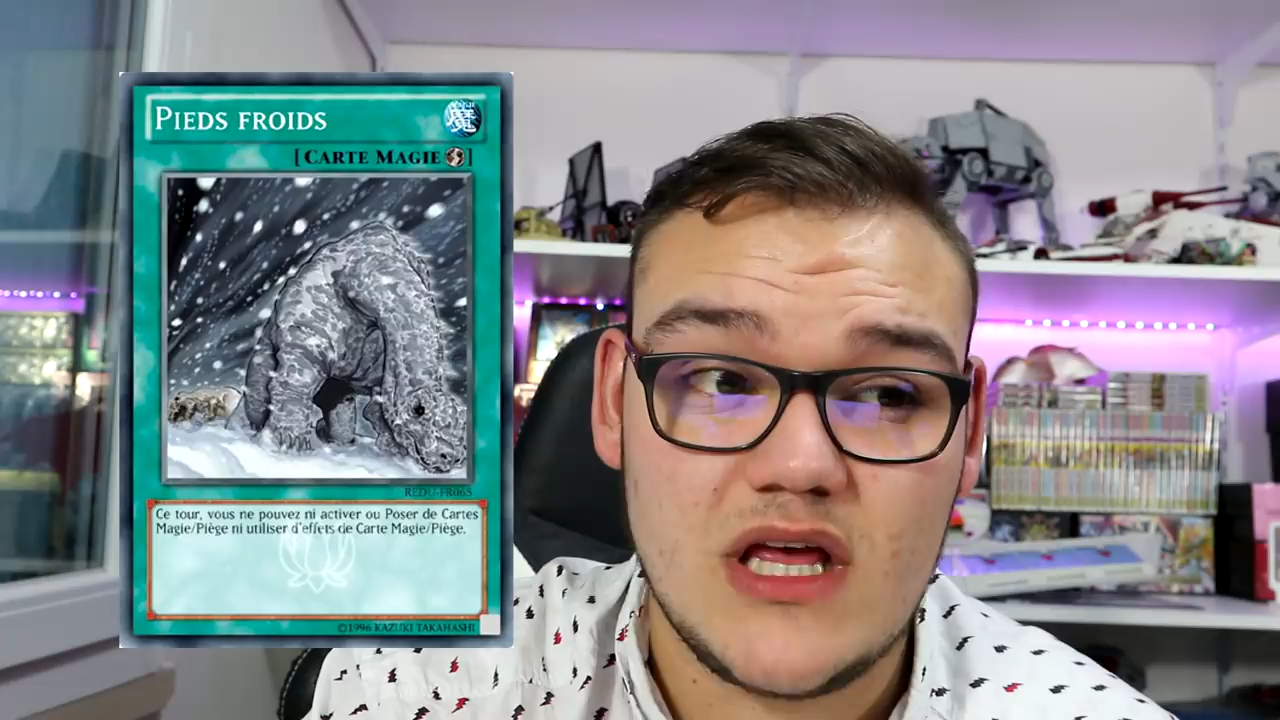 Pieds froids
魔
[Carte Magie]
REDU-FR065
Ce tour, vous ne pouvez ni activer ou Poser de Cartes
Magie/Piège ni utiliser d'effets de Carte Magie/Piège.
©1996 KAZUKI TAKAHASHI